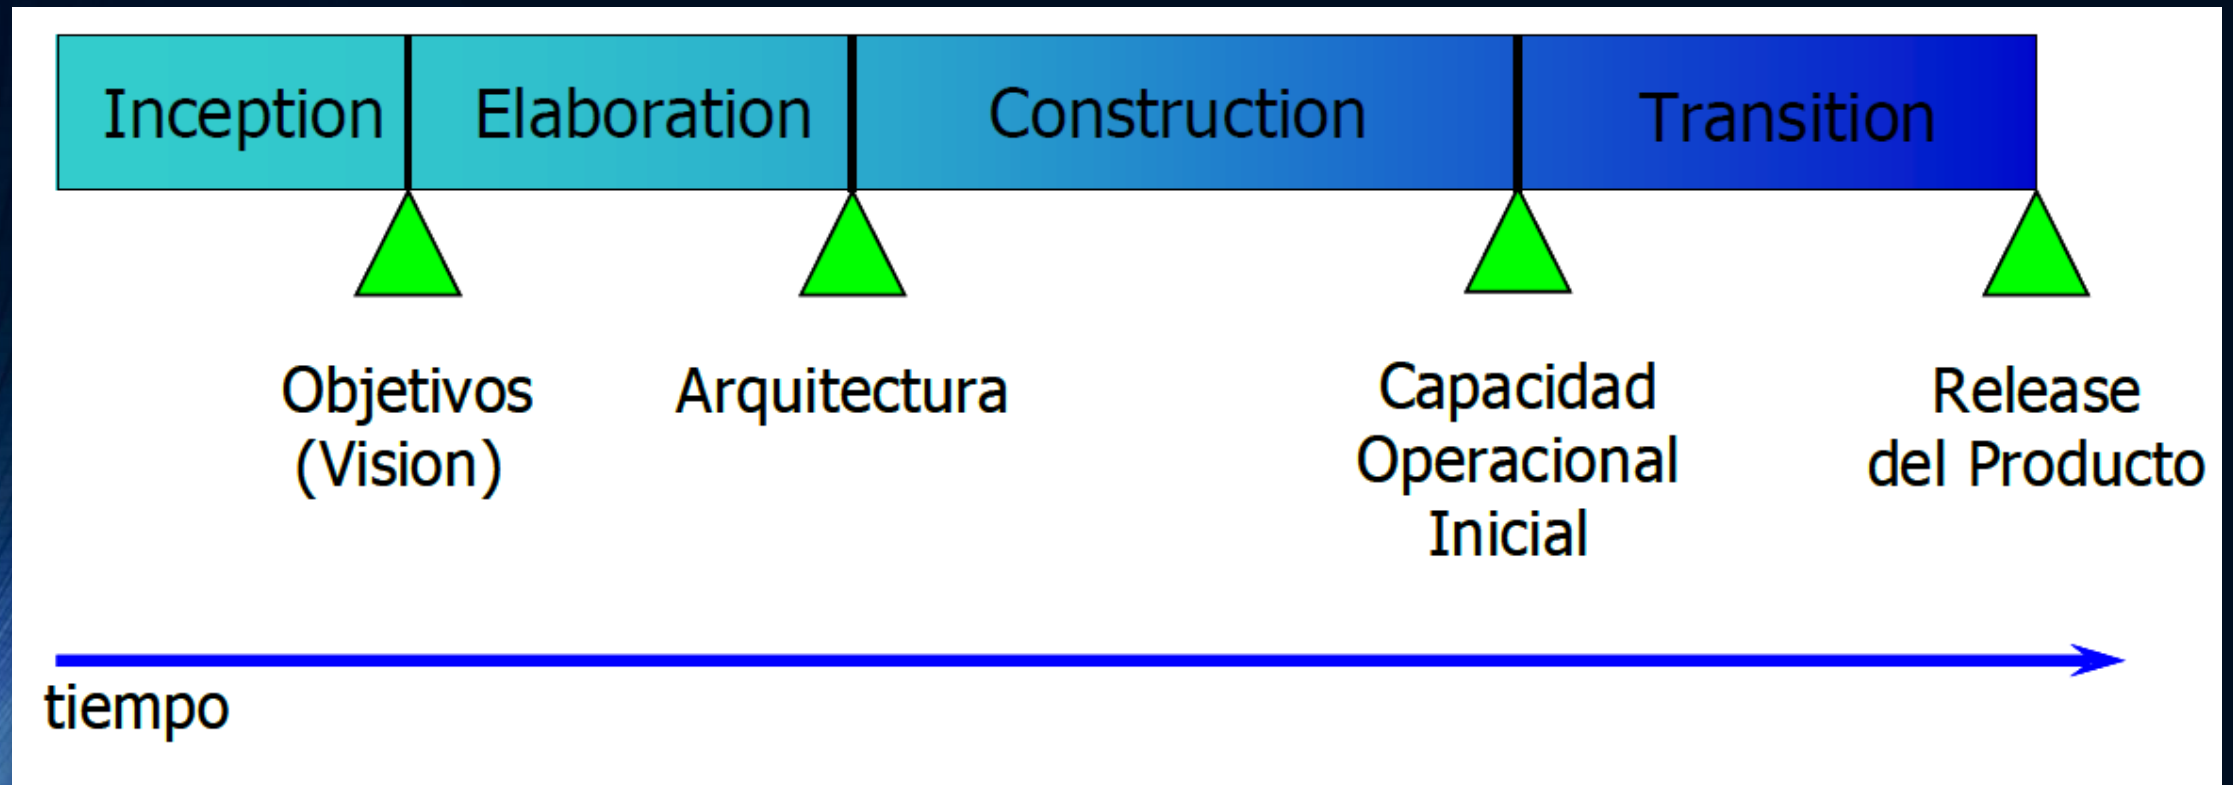 Inception Elaboration Construction Transition
Objetivos
(Vision)
Arquitectura
Capacidad
Operacional
Inicial
Release
del Producto
tiempo